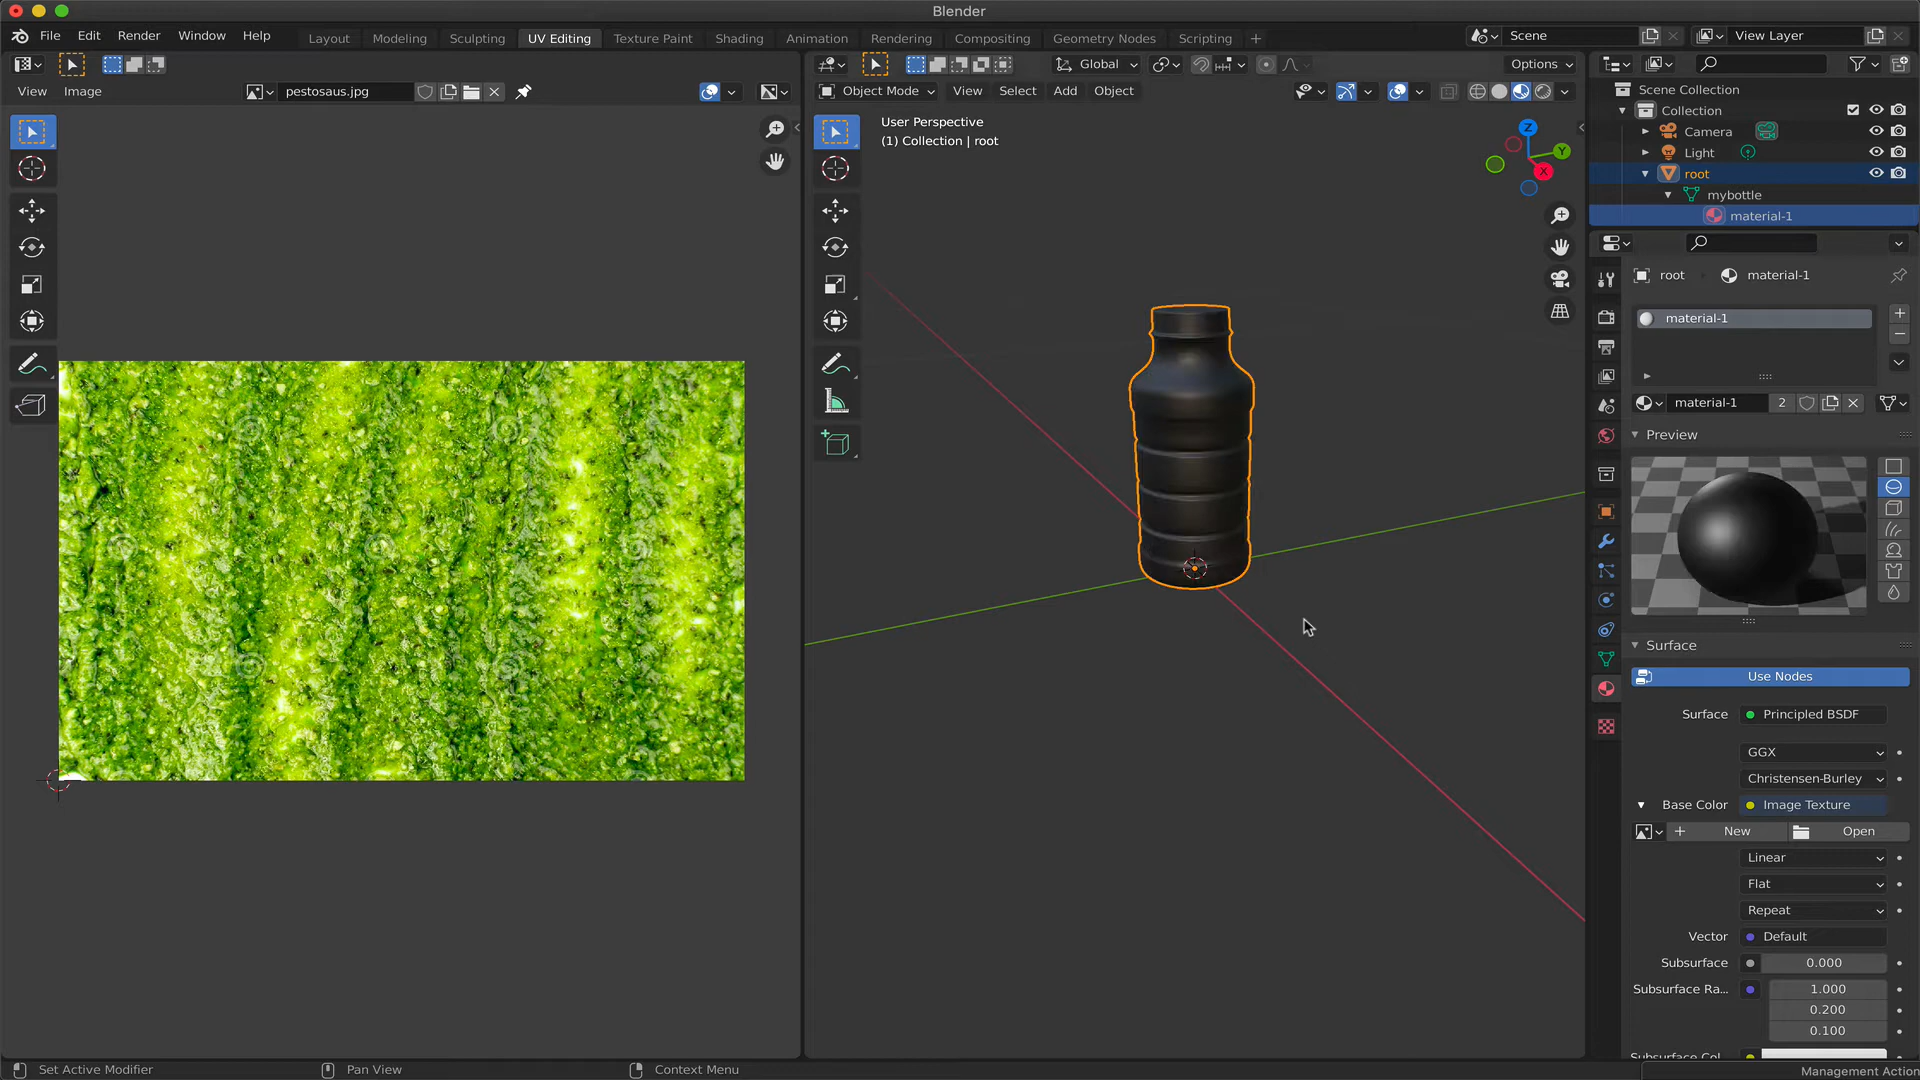 Blender
File Edit Render Window Help
Layout Modeling Sculpting UV Editing Texture Paint Shading Animation Rendering Compositing Geometry Nodes Scripting +
Scene
View Layer
Global
Options
View Image
pestosaus.jpg
Object Mode View Select Add Object
User Perspective
(1) Collection | root
Z
Y
X
Scene Collection
Collection
Camera
Light
root
mybottle
material-1
root material-1
material-1
material-1 2
Preview
Surface
Use Nodes
Surface Principled BSDF
GGX
Christensen-Burley
Base Color Image Texture
New Open
Linear
Flat
Repeat
Vector Default
Subsurface 0.000
Subsurface Ra... 1.000
0.200
0.100
Subsurface Col...
Set Active Modifier
Pan View
Context Menu
Management Action